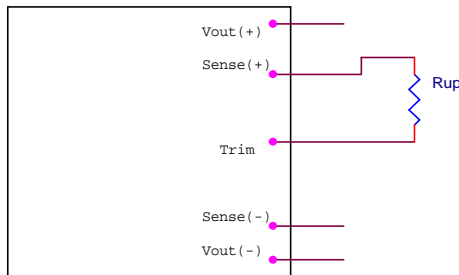 Vout(+)
Sense(+)
Rup
Trim
Sense(-)
Vout(-)